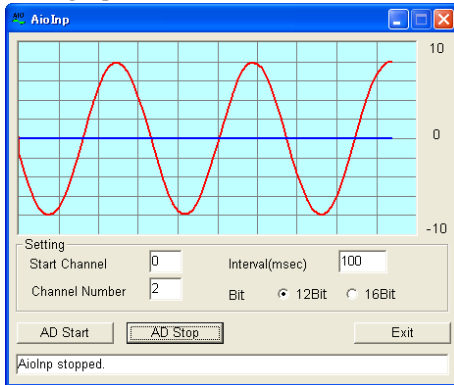 AioInp
10
0
-10
Setting
Start Channel 0 Interval(msec) 100
Channel Number 2 Bit 12Bit 16Bit
AD Start AD Stop Exit
AioInp stopped.